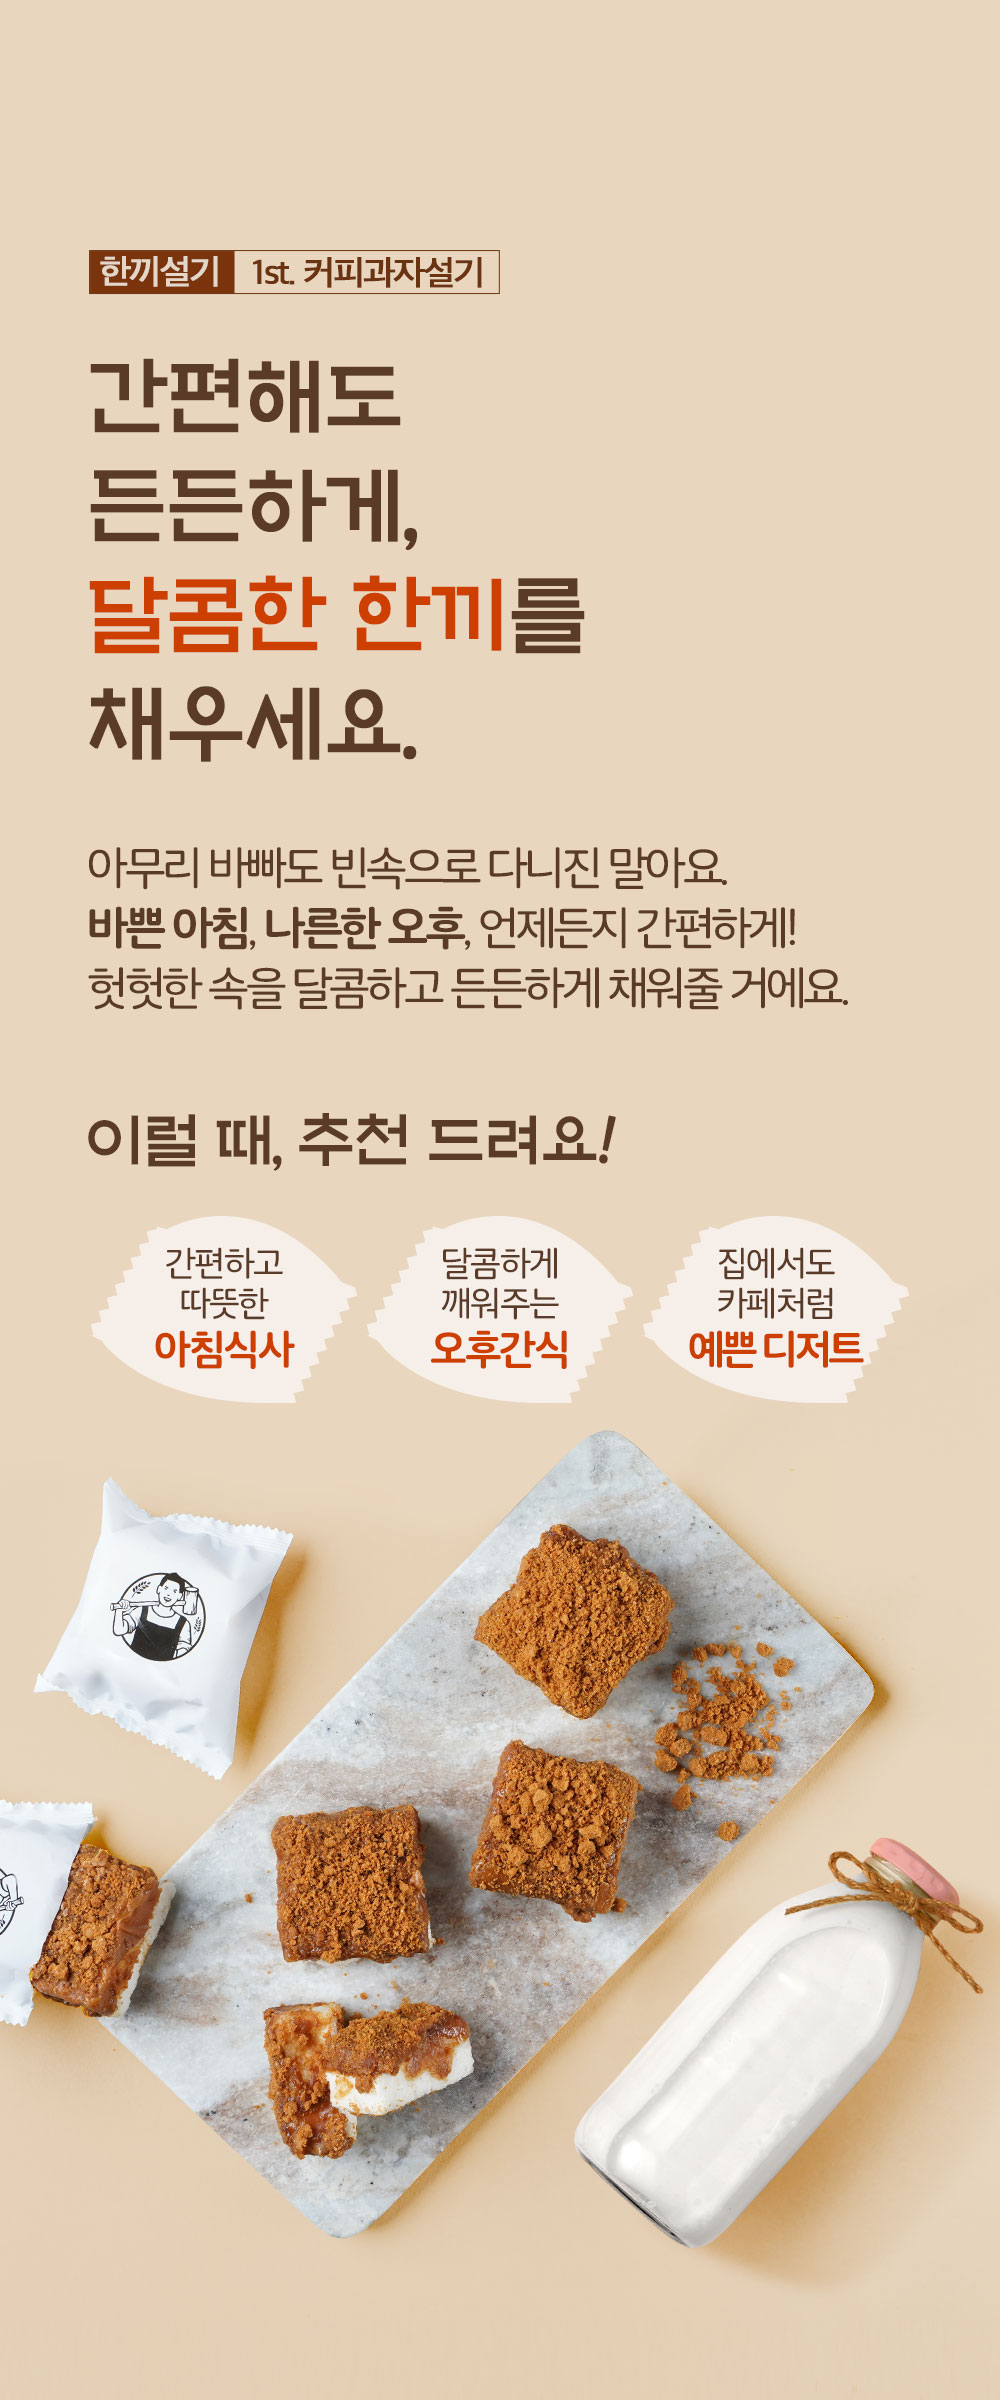 한끼설기 1st. 커피과자설기
간편해도
든든하게,
달콤한 한끼를
채우세요.
아무리 바빠도 빈속으로 다니진 말아요.
바쁜 아침, 나른한 오후, 언제든지 간편하게!
헛헛한 속을 달콤하고 든든하게 채워줄 거에요.
이럴 때, 추천 드려요!
간편하고
따뜻한
아침식사
달콤하게
깨워주는
오후간식
집에서도
카페처럼
예쁜 디저트